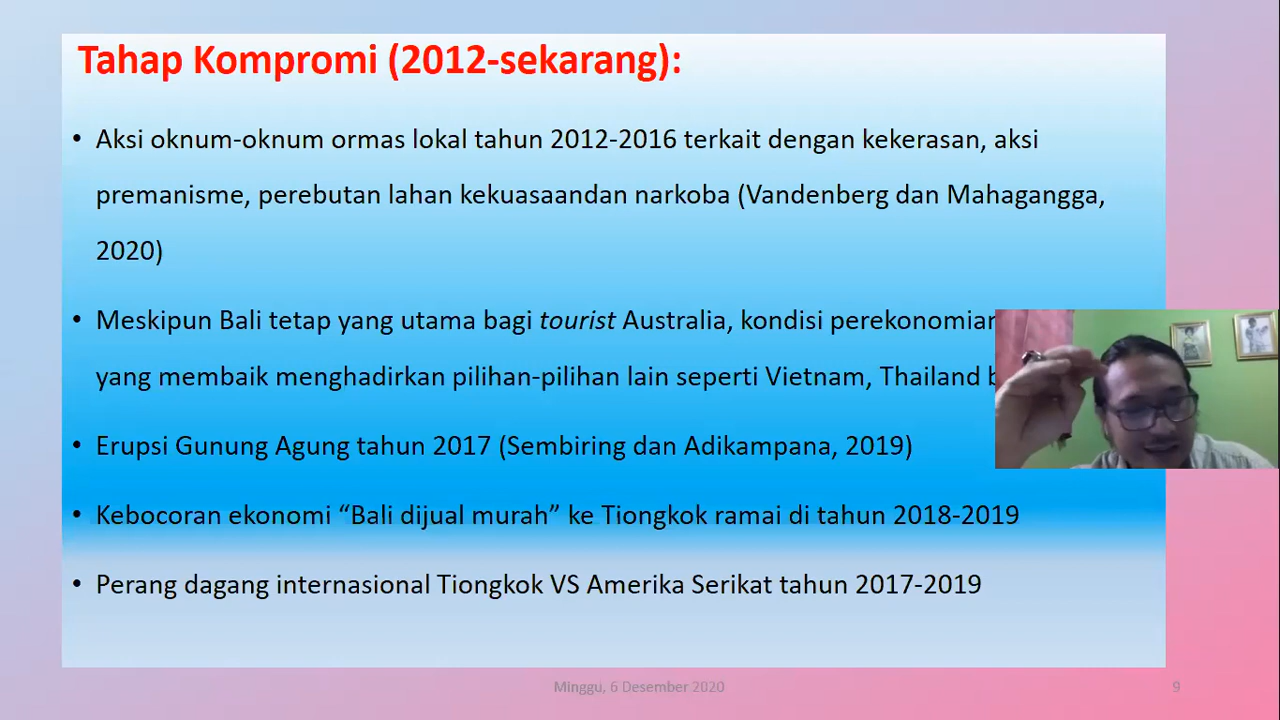 Tahap Kompromi (2012-sekarang):
• Aksi oknum-oknum ormas lokal tahun 2012-2016 terkait dengan kekerasan, aksi
premanisme, perebutan lahan kekuasaandan narkoba (Vandenberg dan Mahagangga,
2020)
• Meskipun Bali tetap yang utama bagi tourist Australia, kondisi
yang membaik menghadirkan pilihan-pilihan lain seperti Vietnam, Thailand
• Erupsi Gunung Agung tahun 2017 (Sembiring dan Adikampana, 2019)
• Kebocoran ekonomi “Bali dijual murah” ke Tiongkok ramai di tahun 2018-2019
• Perang dagang internasional Tiongkok VS Amerika Serikat tahun 2017-2019
Minggu, 6 Desember 2020
9